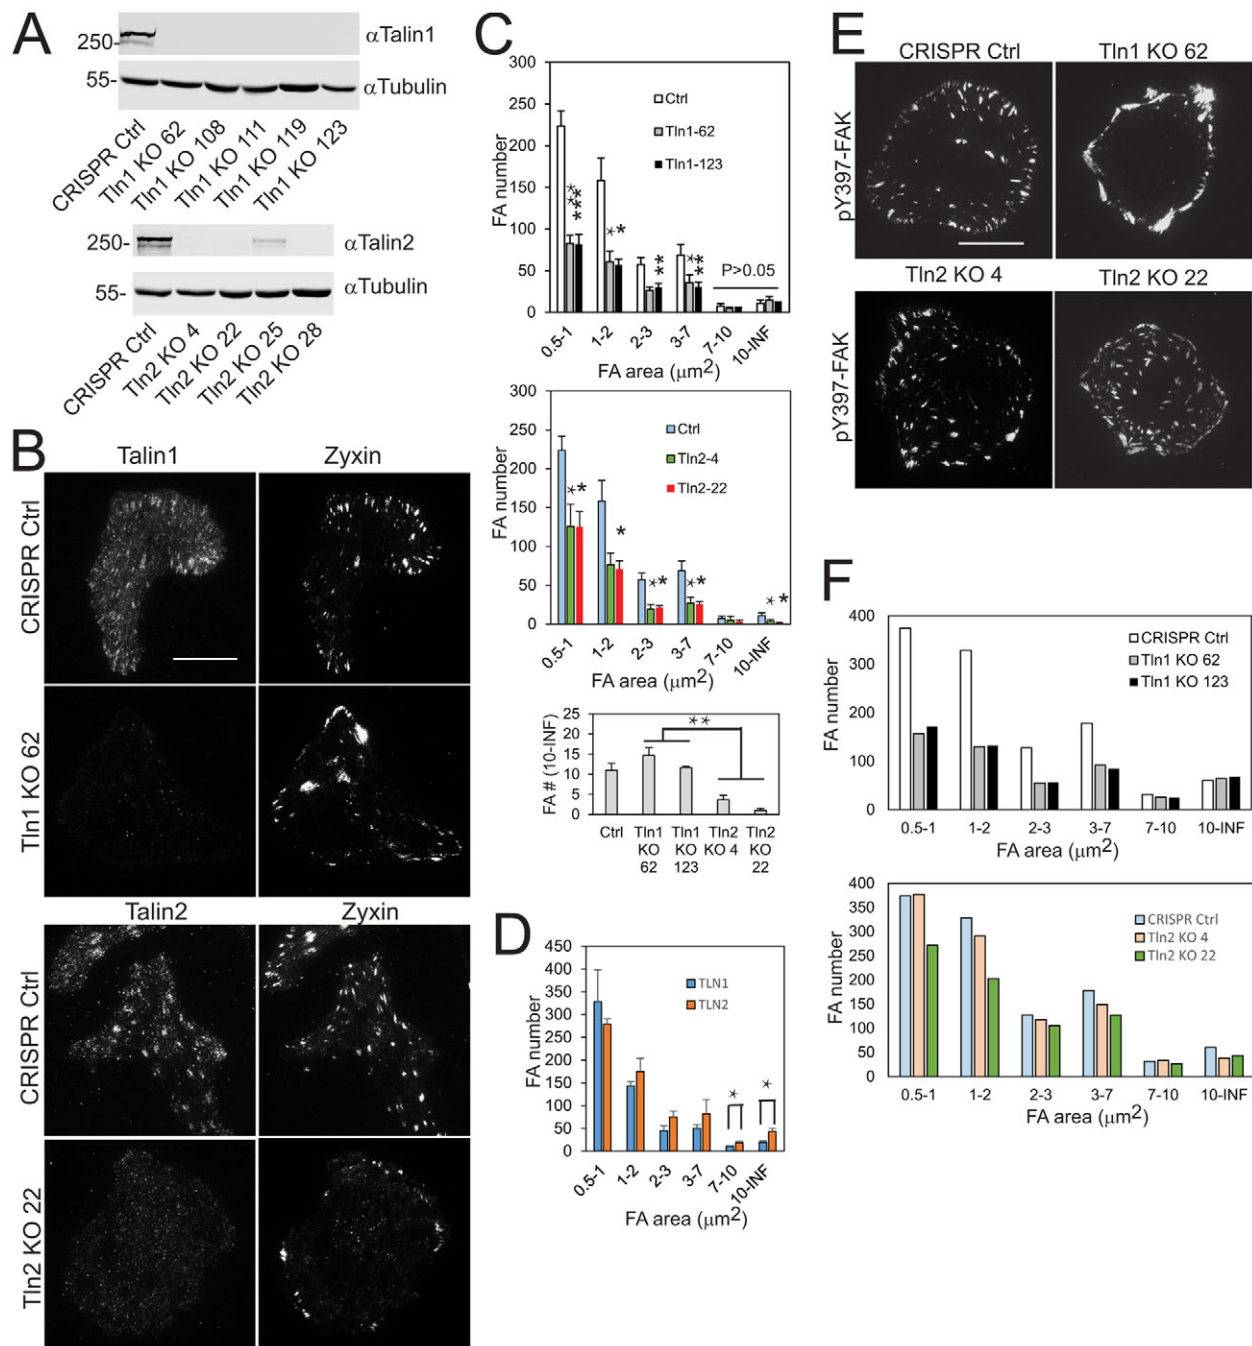 A
250-
αTalin1
55-
αTubulin
CRISPR Ctrl
Tln1 KO 62
Tln1 KO 108
Tln1 KO 111
Tln1 KO 119
Tln1 KO 123
250-
αTalin2
55-
αTubulin
CRISPR Ctrl
Tln2 KO 4
Tln2 KO 22
Tln2 KO 25
Tln2 KO 28
B
Talin1 Zyxin
CRISPR Ctrl
Tln1 KO 62
Talin2 Zyxin
CRISPR Ctrl
Tln2 KO 22
C
FA number
300
250
200
150
100
50
0
Ctrl
Tln1-62
Tln1-123
**
***
* *
**
* **
P>0.05
0.5-1 1-2 2-3 3-7 7-10 10-INF
FA area (μm2)
FA number
300
250
200
150
100
50
0
Ctrl
Tln2-4
Tln2-22
* *
*
* *
* *
* *
0.5-1 1-2 2-3 3-7 7-10 10-INF
FA area (μm2)
FA # (10-INF)
25
20
15
10
5
0
**
Ctrl Tln1 Tln1 Tln2 Tln2
KO KO KO 4 KO
62 123 22
D
FA number
450
400
350
300
250
200
150
100
50
0
TLN1
TLN2
* *
0.5-1 1-2 2-3 3-7 7-10 10-INF
FA area (μm2)
E
CRISPR Ctrl Tln1 KO 62
pY397-FAK
Tln2 KO 4 Tln2 KO 22
pY397-FAK
F
FA number
400
300
200
100
0
CRISPR Ctrl
Tln1 KO 62
Tln1 KO 123
0.5-1 1-2 2-3 3-7 7-10 10-INF
FA area (μm2)
FA number
400
350
300
250
200
150
100
50
0
CRISPR Ctrl
Tln2 KO 4
Tln2 KO 22
0.5-1 1-2 2-3 3-7 7-10 10-INF
FA area (μm2)